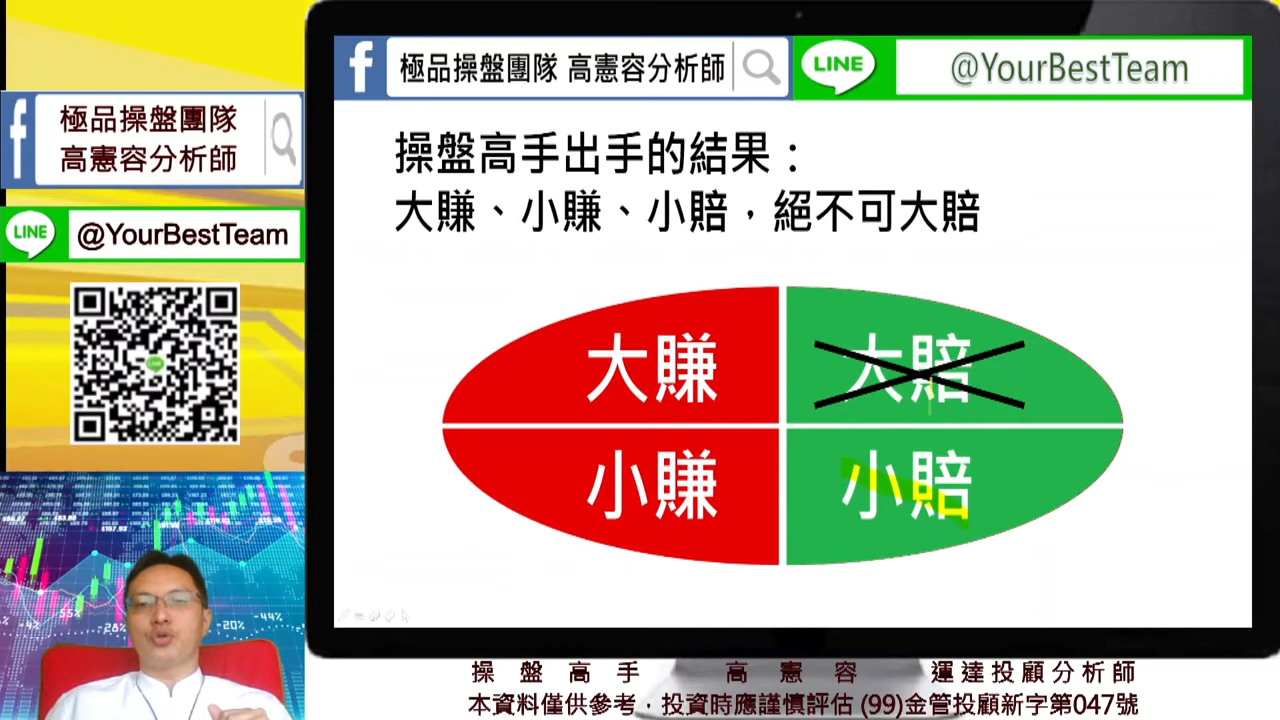 極品操盤團隊 高憲容分析師
LINE
@YourBestTeam
極品操盤團隊
高憲容分析師
LINE
@YourBestTeam
操盤高手出手的結果：
大賺、小賺、小賠，絕不可大賠
大賺
大賠
小賺
小賠
操盤高手 高憲容 運達投顧分析師
本資料僅供參考，投資時應謹慎評估 (99)金管投顧新字第047號